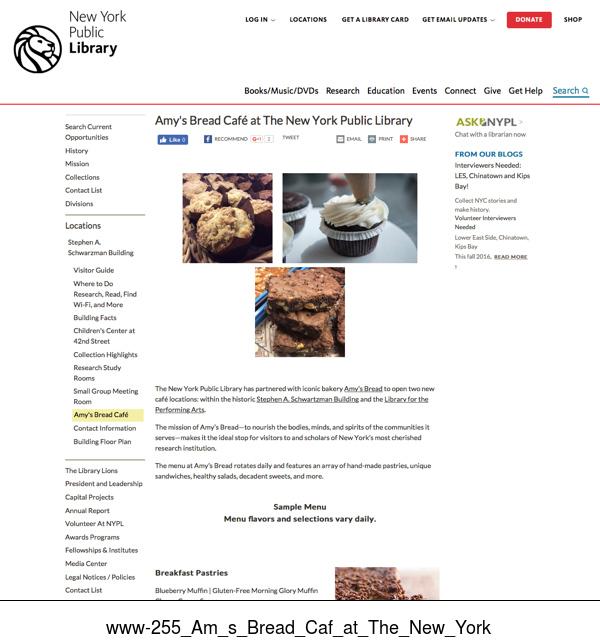 New York
Public
Library
LOG IN
LOCATIONS
GET A LIBRARY CARD
GET EMAIL UPDATES
DONATE
SHOP
Books/Music/DVDs Research Education Events Connect Give Get Help Search
Search Current
Opportunities
History
Mission
Collections
Contact List
Divisions
Locations
Stephen A.
Schwarzman Building
Visitor Guide
Where to Do
Research, Read, Find
Wi-Fi, and More
Building Facts
Children's Center at
42nd Street
Collection Highlights
Research Study
Rooms
Small Group Meeting
Room
Amy's Bread Café
Contact Information
Building Floor Plan
The Library Lions
President and Leadership
Capital Projects
Annual Report
Volunteer At NYPL
Awards Programs
Fellowships & Institutes
Media Center
Legal Notices / Policies
Contact List
Amy's Bread Café at The New York Public Library
Like 0
RECOMMEND
G+1 2
TWEET
EMAIL
PRINT
SHARE
The New York Public Library has partnered with iconic bakery Amy's Bread to open two new
café locations: within the historic Stephen A. Schwartzman Building and the Library for the
Performing Arts.
The mission of Amy's Bread—to nourish the bodies, minds, and spirits of the communities it
serves—makes it the ideal stop for visitors to and scholars of New York's most cherished
research institution.
The menu at Amy's Bread rotates daily and features an array of hand-made pastries, unique
sandwiches, healthy salads, decadent sweets, and more.
Sample Menu
Menu flavors and selections vary daily.
Breakfast Pastries
Blueberry Muffin | Gluten-Free Morning Glory Muffin
ASK NYPL >
Chat with a librarian now
FROM OUR BLOGS
Interviewers Needed:
LES, Chinatown and Kips
Bay!
Collect NYC stories and
make history.
Volunteer Interviewers
Needed
Lower East Side, Chinatown,
Kips Bay
This fall 2016, READ MORE
www-255_Am_s_Bread_Caf_at_The_New_York